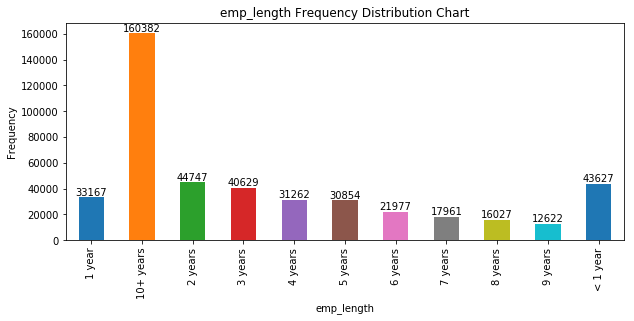 emp_length Frequency Distribution Chart
160000
140000
120000
100000
80000
60000
40000
20000
0
Frequency
33167
160382
44747
40629
31262
30854
21977
17961
16027
12622
43627
1 year
10+ years
2 years
3 years
4 years
5 years
6 years
7 years
8 years
9 years
< 1 year
emp_length